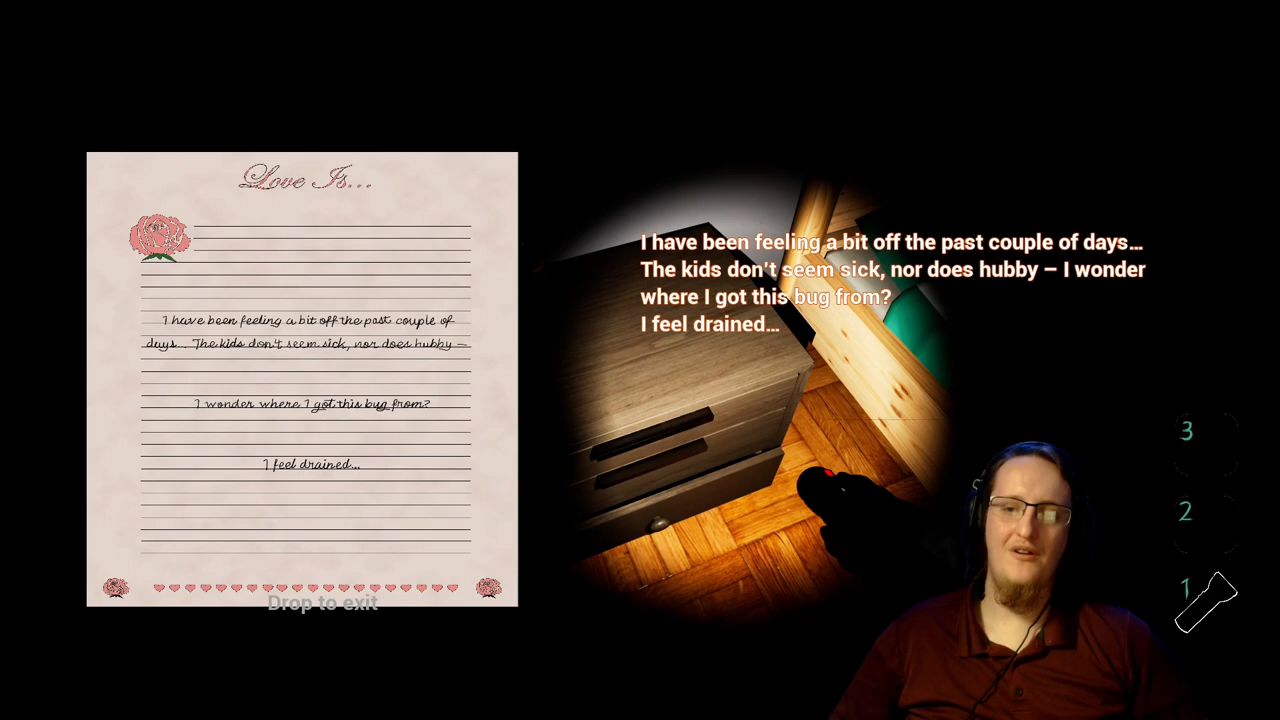 Love Is...
I have been feeling a bit off the past couple of
days... The kids don't seem sick, nor does hubby –
I wonder where I got this bug from?
I feel drained...
Drop to exit
I have been feeling a bit off the past couple of days...
The kids don't seem sick, nor does hubby – I wonder
where I got this bug from?
I feel drained...
3
2
1